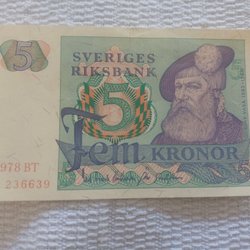 5
SVERIGES
RIKSBANK
5
Fem KRONOR
978 BT
236639